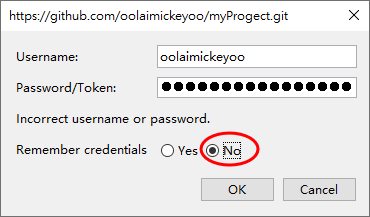 https://github.com/oolaimickeyoo/myProgect.git
Username: oolaimickeyoo
Password/Token: ●●●●●●●●●●●●●●●●
Incorrect username or password.
Remember credentials Yes No
OK Cancel